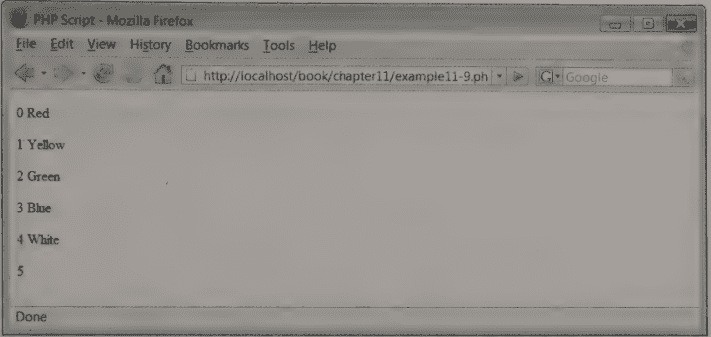 PHP Script - Mozilla Firefox
File Edit View History Bookmarks Tools Help
http://localhost/book/chapter11/example11-9.ph G Google
0 Red
1 Yellow
2 Green
3 Blue
4 White
5
Done